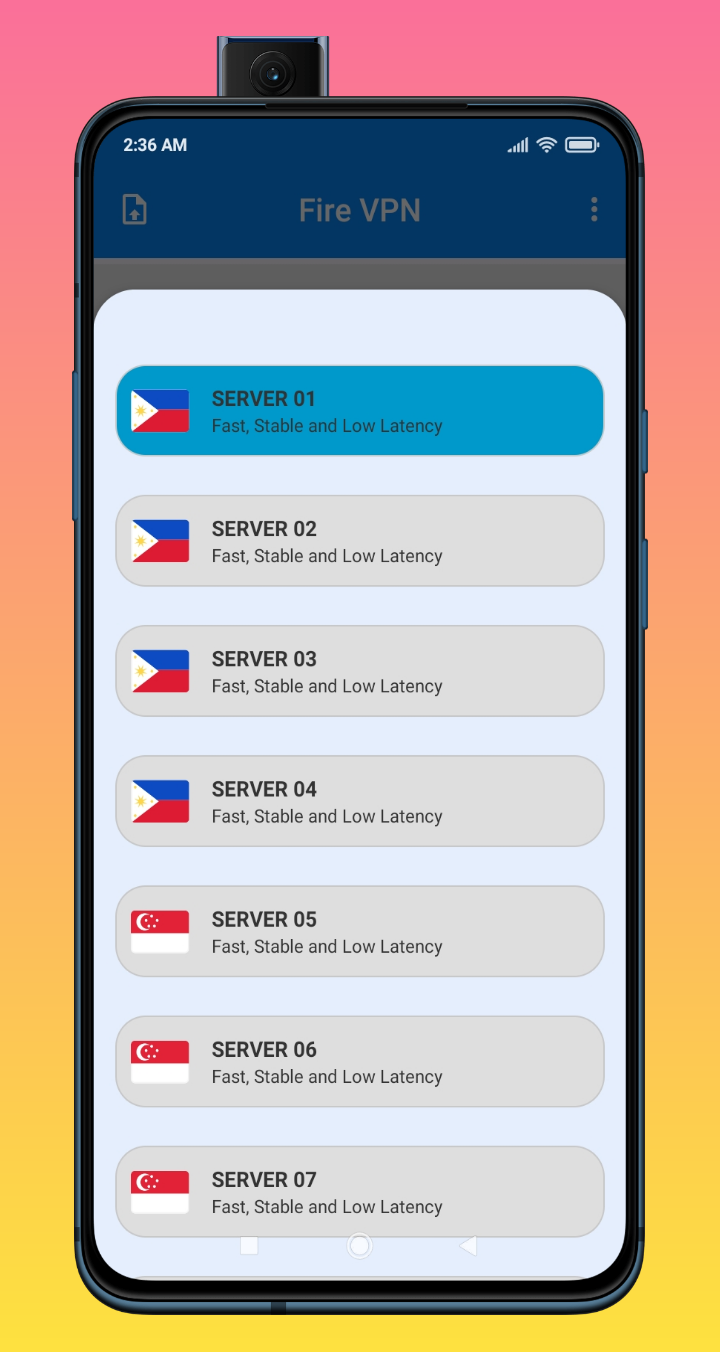 2:36 AM
Fire VPN
SERVER 01
Fast, Stable and Low Latency
SERVER 02
Fast, Stable and Low Latency
SERVER 03
Fast, Stable and Low Latency
SERVER 04
Fast, Stable and Low Latency
SERVER 05
Fast, Stable and Low Latency
SERVER 06
Fast, Stable and Low Latency
SERVER 07
Fast, Stable and Low Latency